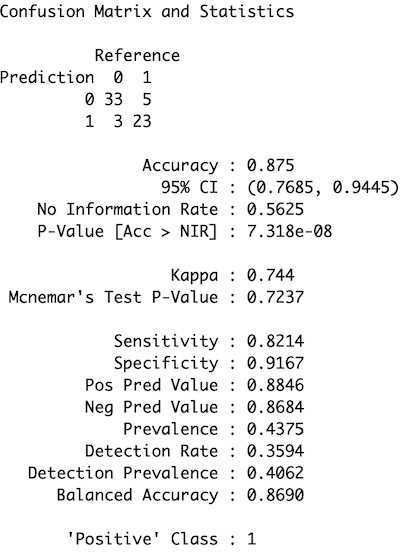 Confusion Matrix and Statistics
Reference
Prediction 0 1
0 33 5
1 3 23
Accuracy : 0.875
95% CI : (0.7685, 0.9445)
No Information Rate : 0.5625
P-Value [Acc > NIR] : 7.318e-08
Kappa : 0.744
Mcnemar's Test P-Value : 0.7237
Sensitivity : 0.8214
Specificity : 0.9167
Pos Pred Value : 0.8846
Neg Pred Value : 0.8684
Prevalence : 0.4375
Detection Rate : 0.3594
Detection Prevalence : 0.4062
Balanced Accuracy : 0.8690
'Positive' Class : 1